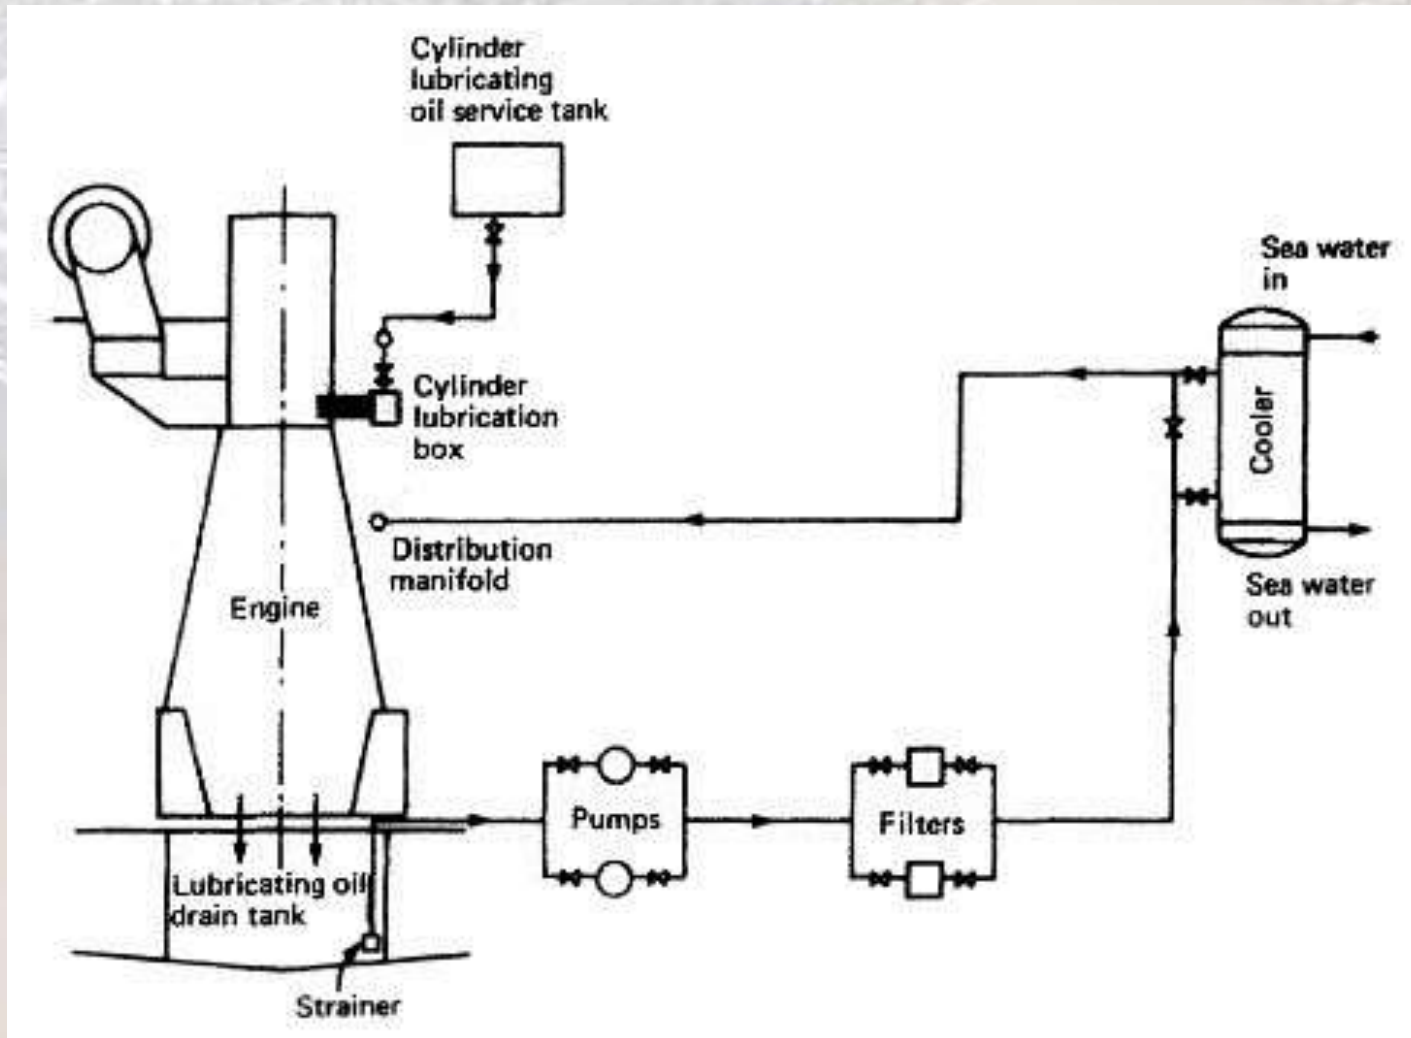 Cylinder
lubricating
oil service tank
Sea water
in
Cooler
Cylinder
lubrication
box
Distribution
manifold
Engine
Sea water
out
Pumps
Filters
Lubricating oil
drain tank
Strainer